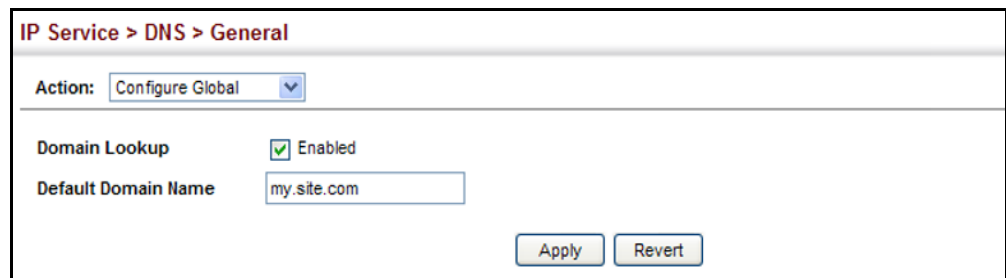 IP Service > DNS > General
Action: Configure Global
Domain Lookup Enabled
Default Domain Name my.site.com
Apply Revert